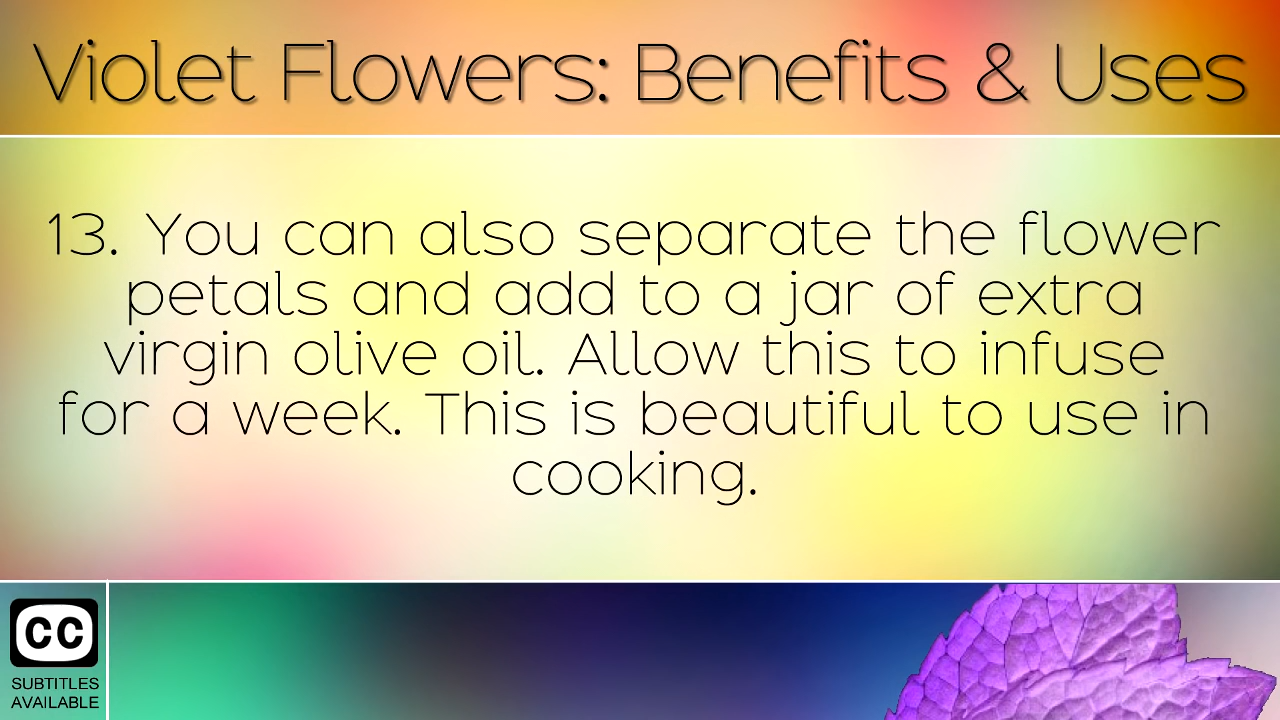 Violet Flowers: Benefits & Uses
13. You can also separate the flower
petals and add to a jar of extra
virgin olive oil. Allow this to infuse
for a week. This is beautiful to use in
cooking.
CC
SUBTITLES
AVAILABLE